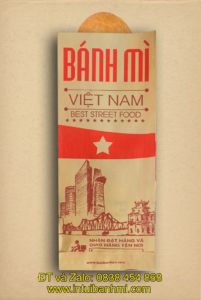 BÁNH MÌ
VIỆT NAM
BEST STREET FOOD
NHẬN ĐẶT HÀNG VÀ
GIAO HÀNG TẬN NƠI
ĐT và Zalo: 0838 454 868
www.intuibanhmi.com